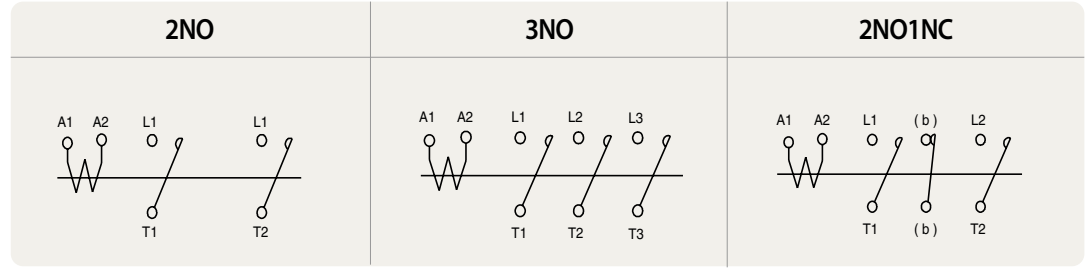 2NO 3NO 2NO1NC
A1 A2 L1 L1 A1 A2 L1 L2 L3 A1 A2 L1 (b) L2
T1 T2 T1 T2 T3 T1 (b) T2